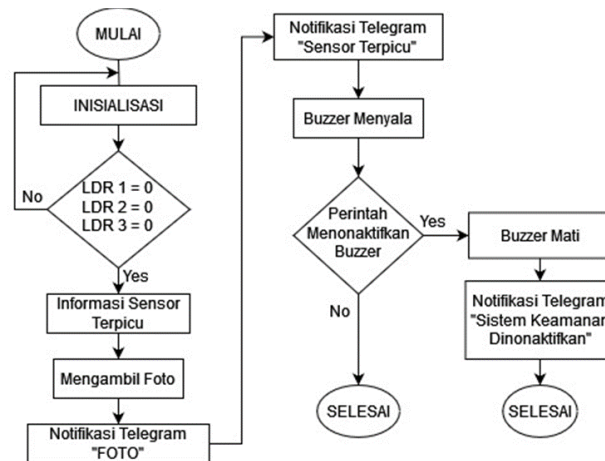 MULAI
INISIALISASI
LDR 1 = 0
LDR 2 = 0
LDR 3 = 0
No
Yes
Informasi Sensor
Terpicu
Mengambil Foto
Notifikasi Telegram
"FOTO"
Notifikasi Telegram
"Sensor Terpicu"
Buzzer Menyala
Perintah
Menonaktifkan
Buzzer
Yes
No
SELESAI
Buzzer Mati
Notifikasi Telegram
"Sistem Keamanan
Dinonaktifkan"
SELESAI